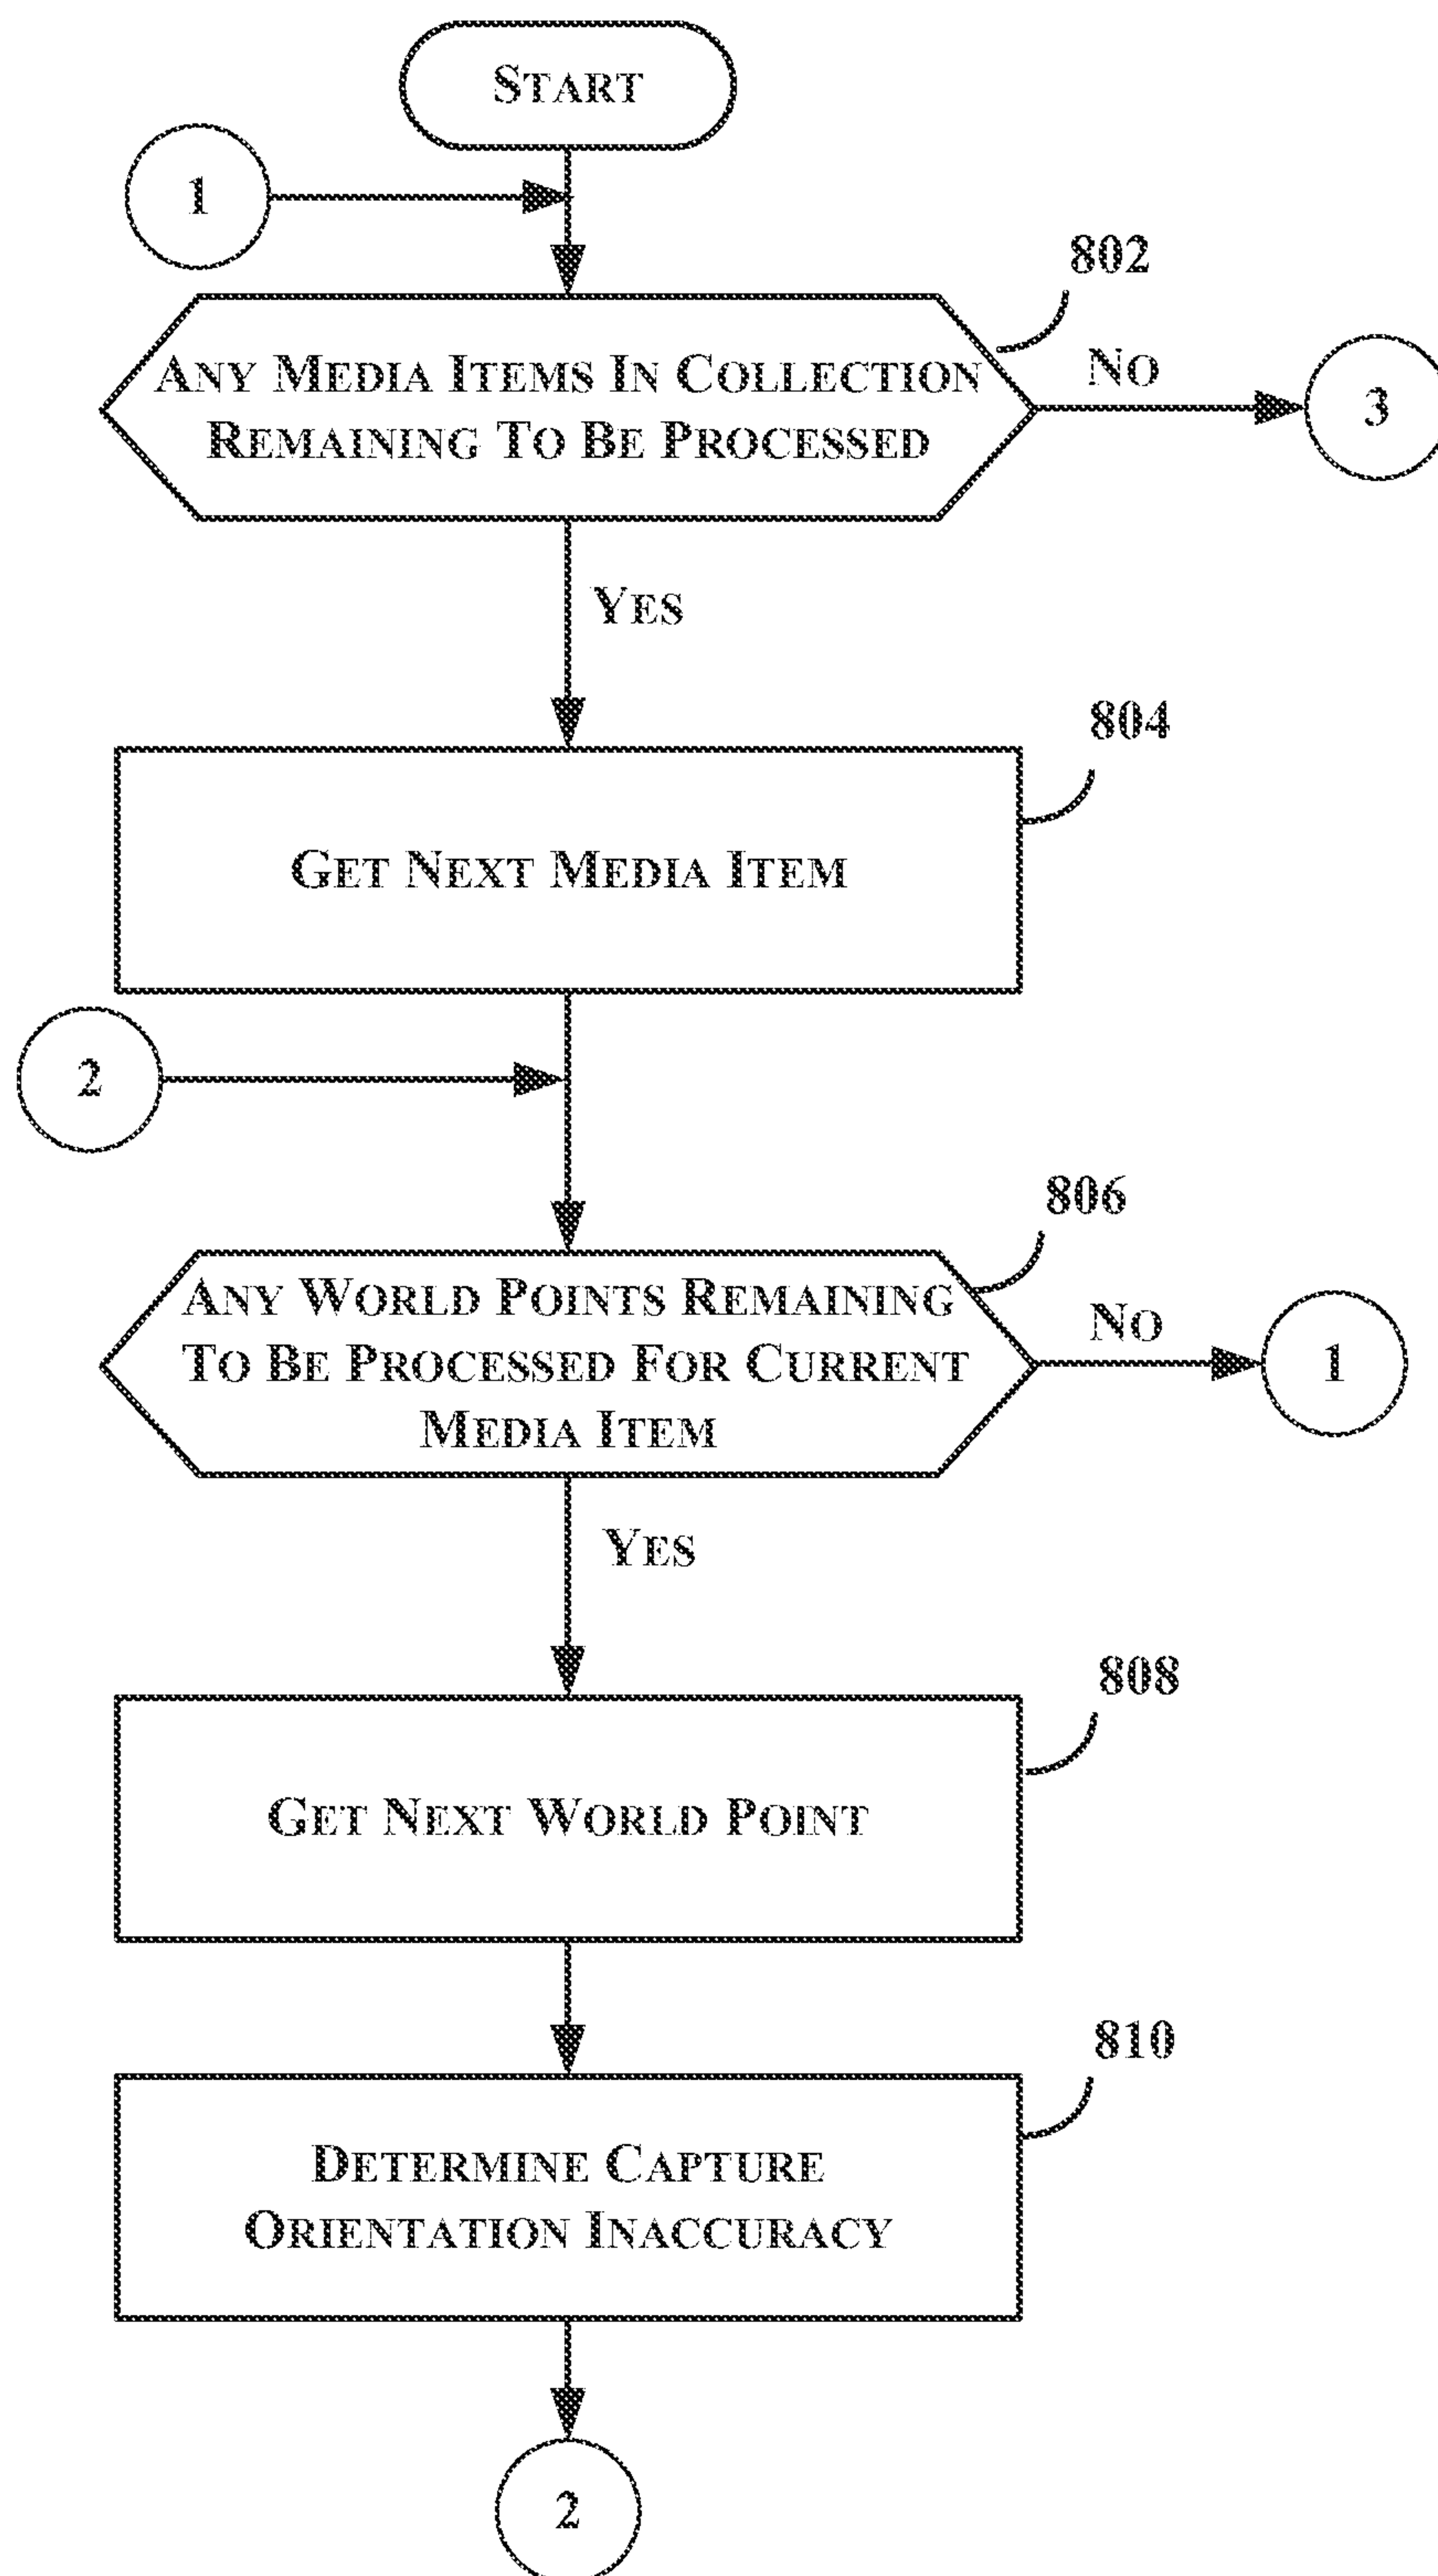 START
1
802
ANY MEDIA ITEMS IN COLLECTION
REMAINING TO BE PROCESSED
NO
3
YES
804
GET NEXT MEDIA ITEM
2
806
ANY WORLD POINTS REMAINING
TO BE PROCESSED FOR CURRENT
MEDIA ITEM
NO
1
YES
808
GET NEXT WORLD POINT
810
DETERMINE CAPTURE
ORIENTATION INACCURACY
2